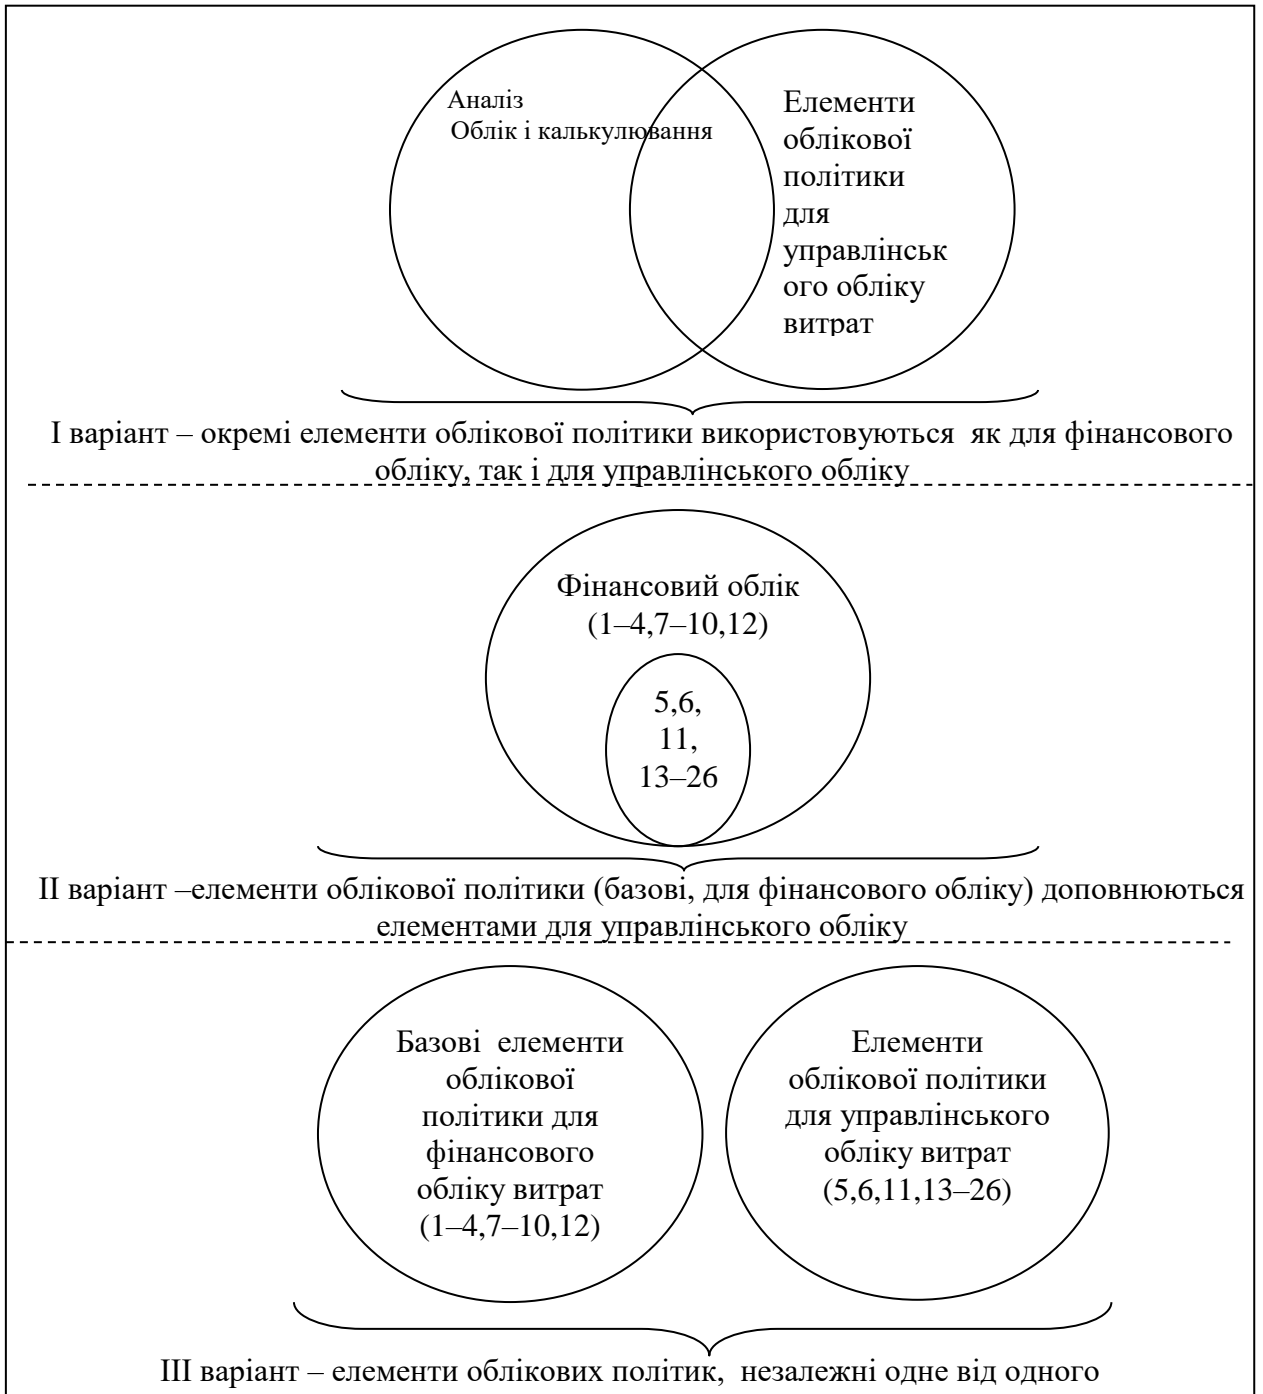 Аналіз
Облік і калькулювання
Елементи
облікової
політики
для
управлінськ
ого обліку
витрат
І варіант – окремі елементи облікової політики використовуються як для фінансового
обліку, так і для управлінського обліку
Фінансовий облік
(1–4,7–10,12)
5,6,
11,
13–26
ІІ варіант –елементи облікової політики (базові, для фінансового обліку) доповнюються
елементами для управлінського обліку
Базові елементи
облікової
політики для
фінансового
обліку витрат
(1–4,7–10,12)
Елементи
облікової політики
для управлінського
обліку витрат
(5,6,11,13–26)
ІІІ варіант – елементи облікових політик, незалежні одне від одного